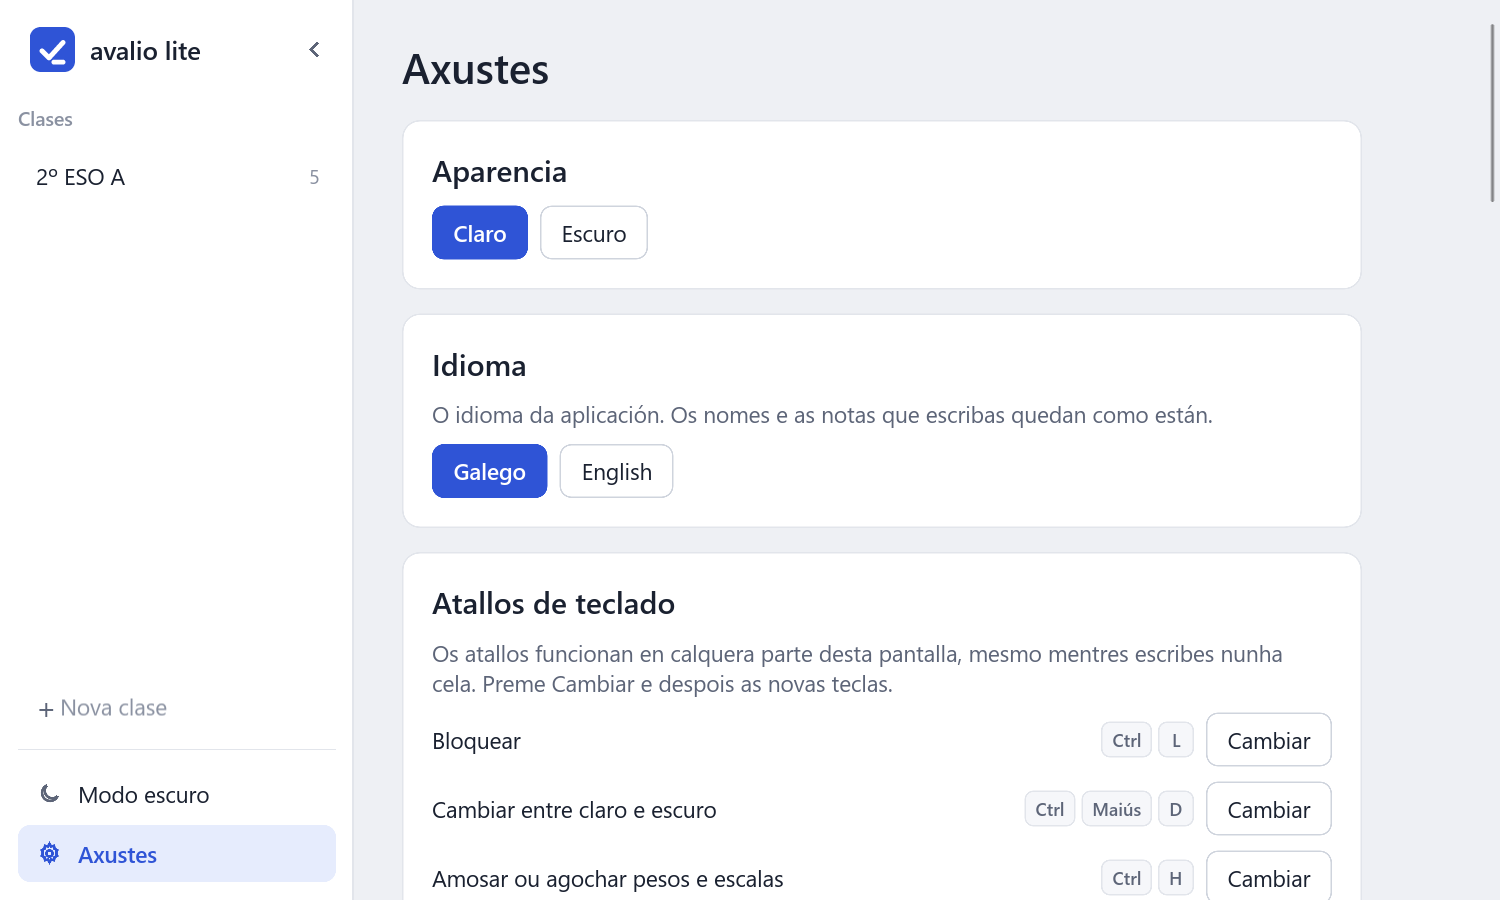 avalio lite
Clases
2º ESO A 5
+ Nova clase
Modo escuro
Axustes
Axustes
Aparencia
Claro Escuro
Idioma
O idioma da aplicación. Os nomes e as notas que escribas quedan como están.
Galego English
Atallos de teclado
Os atallos funcionan en calquera parte desta pantalla, mesmo mentres escribes nunha
cela. Preme Cambiar e despois as novas teclas.
Bloquear Ctrl L Cambiar
Cambiar entre claro e escuro Ctrl Maiús D Cambiar
Amosar ou agochar pesos e escalas Ctrl H Cambiar